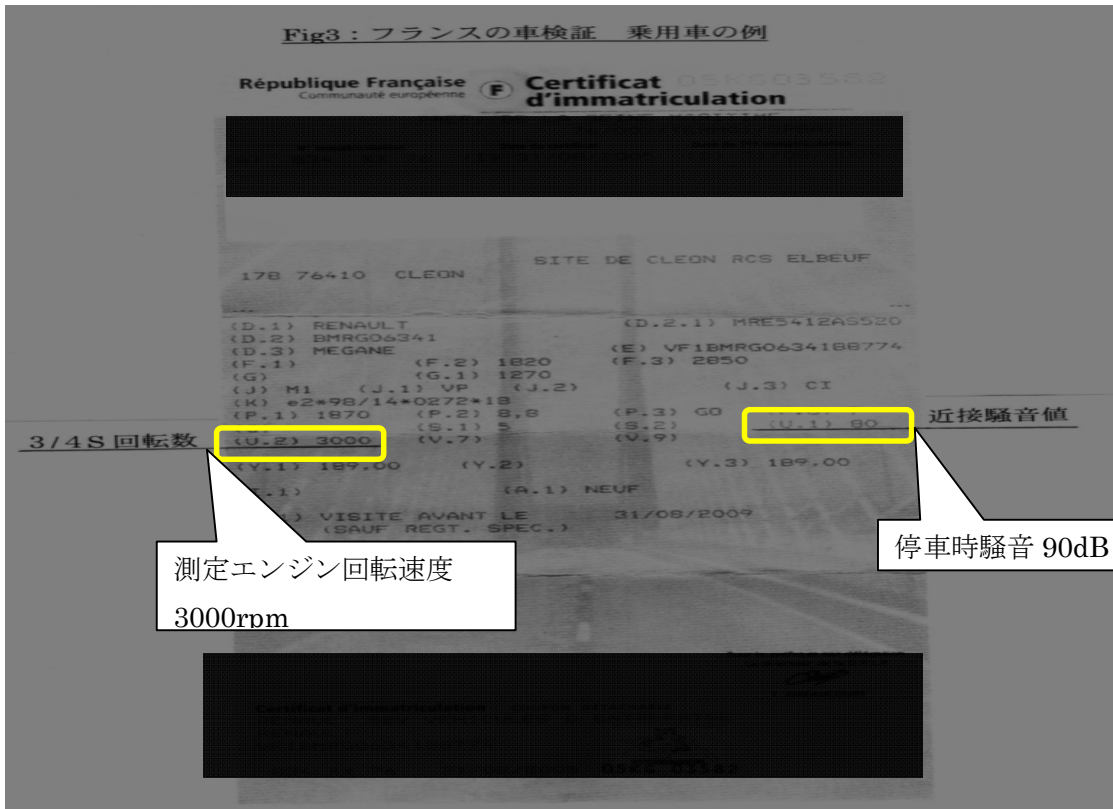 Fig3：フランスの車検証　乗用車の例
République Française F Certificat
Communauté européenne d'immatriculation
SITE DE CLEON RCS ELBEUF
178 76410 CLEON
(D.1) RENAULT (D.2.1) MRE5412AS520
(D.2) BMRG06341
(D.3) MEGANE (E) VF1BMRG0634188774
(F.1) (F.2) 1820 (F.3) 2850
(G) (G.1) 1270
(J) M1 (J.1) VP (J.2) (J.3) CI
(K) e2*98/14*0272*18
(P.1) 1870 (P.2) 8,8 (P.3) GO
(S.1) 5 (S.2) (U.1)
近接騒音値
3/4S 回転数
(U.2) 3000 (V.7) (V.9)
(Y.1) 189,00 (Y.2) (Y.3) 189,00
(A.1) NEUF
VISITE AVANT LE 31/08/2009
(SAUF REGT. SPEC.)
停車時騒音 90dB
測定エンジン回転速度
3000rpm